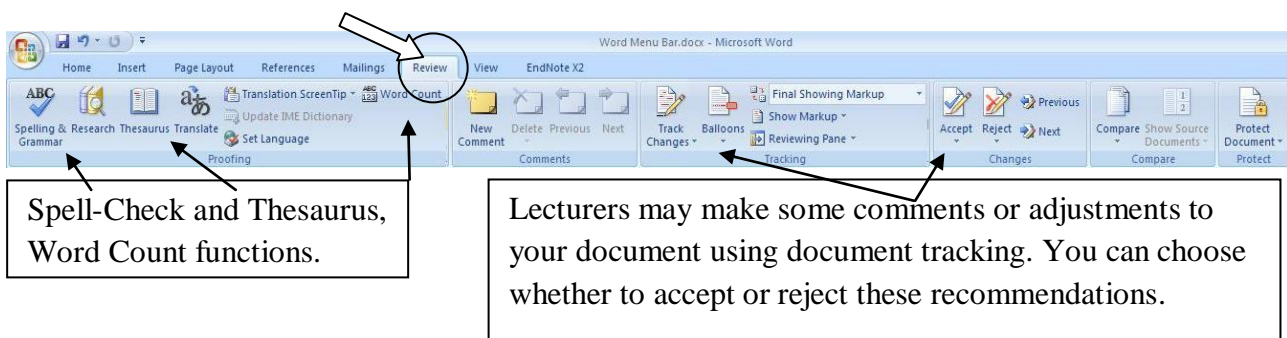 Word Menu Bar.docx - Microsoft Word
Home Insert Page Layout References Mailings Review View EndNote X2
ABC
Spelling & Grammar
Research
Thesaurus
Translate
Translation ScreenTip
Update IME Dictionary
Set Language
ABC 123 Word Count
Proofing
New Comment
Delete
Previous
Next
Comments
Track Changes
Balloons
Final Showing Markup
Show Markup
Reviewing Pane
Tracking
Accept
Reject
Previous
Next
Changes
Compare
Show Source Documents
Compare
Protect Document
Protect
Spell-Check and Thesaurus,
Word Count functions.
Lecturers may make some comments or adjustments to
your document using document tracking. You can choose
whether to accept or reject these recommendations.